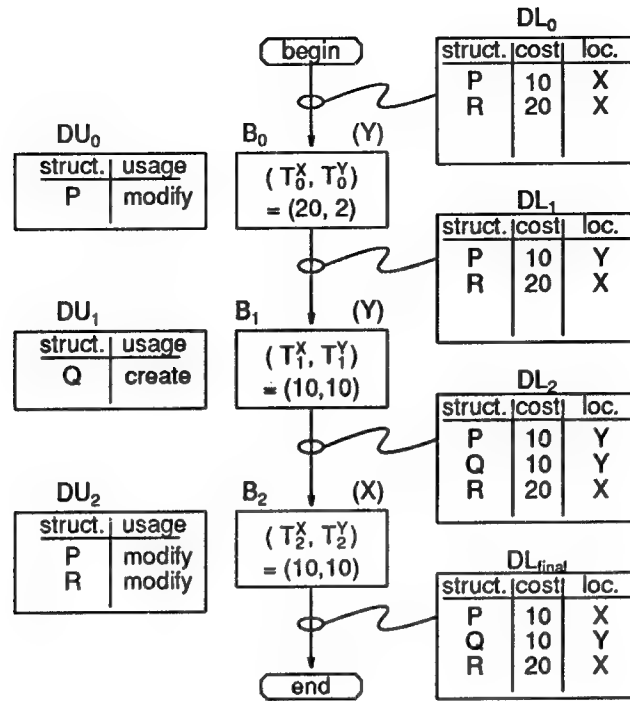 DL₀
begin
struct. cost loc.
P 10 X
R 20 X
DU₀
struct. usage
P modify
B₀ (Y)
( T₀ˣ, T₀ʸ )
= (20, 2)
DL₁
struct. cost loc.
P 10 Y
R 20 X
DU₁
struct. usage
Q create
B₁ (Y)
( T₁ˣ, T₁ʸ )
= (10,10)
DL₂
struct. cost loc.
P 10 Y
Q 10 Y
R 20 X
DU₂
struct. usage
P modify
R modify
B₂ (X)
( T₂ˣ, T₂ʸ )
= (10,10)
DL_final
struct. cost loc.
P 10 X
Q 10 Y
R 20 X
end